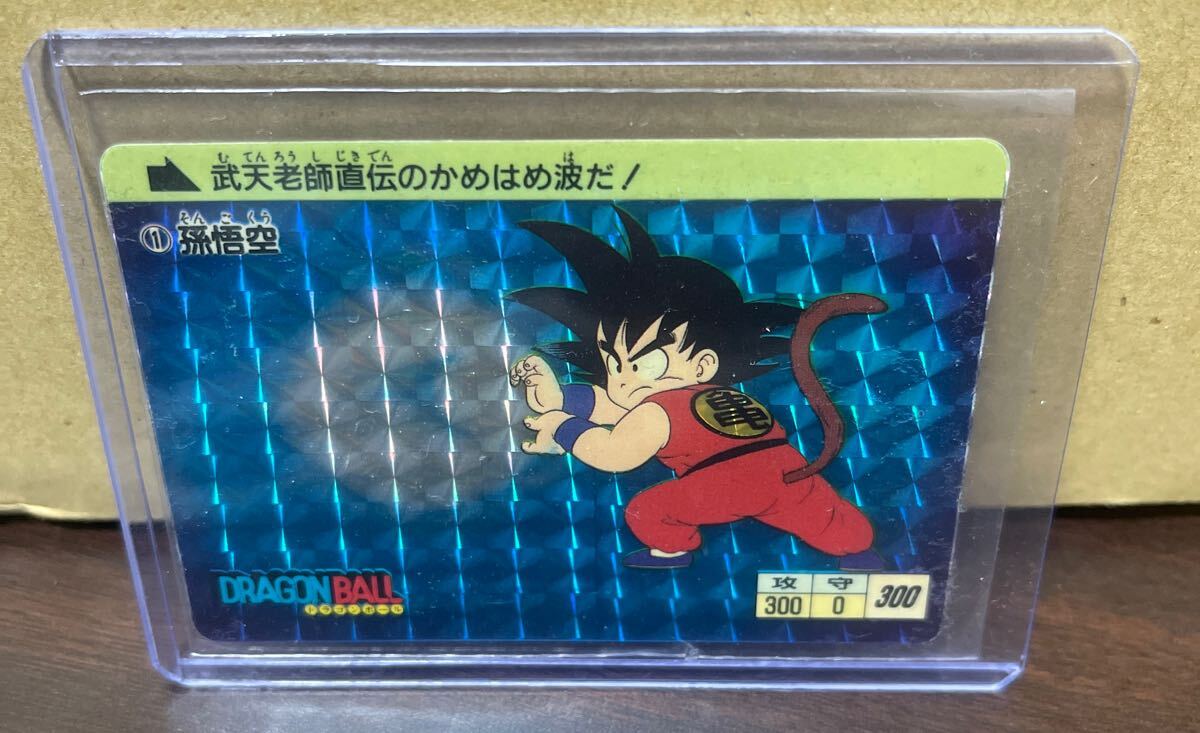 むてんろうしじきでん は
武天老師直伝のかめはめ波だ！
そんごくう
①孫悟空
亀
DRAGON BALL
ドラゴンボール
攻 守
300 0 300